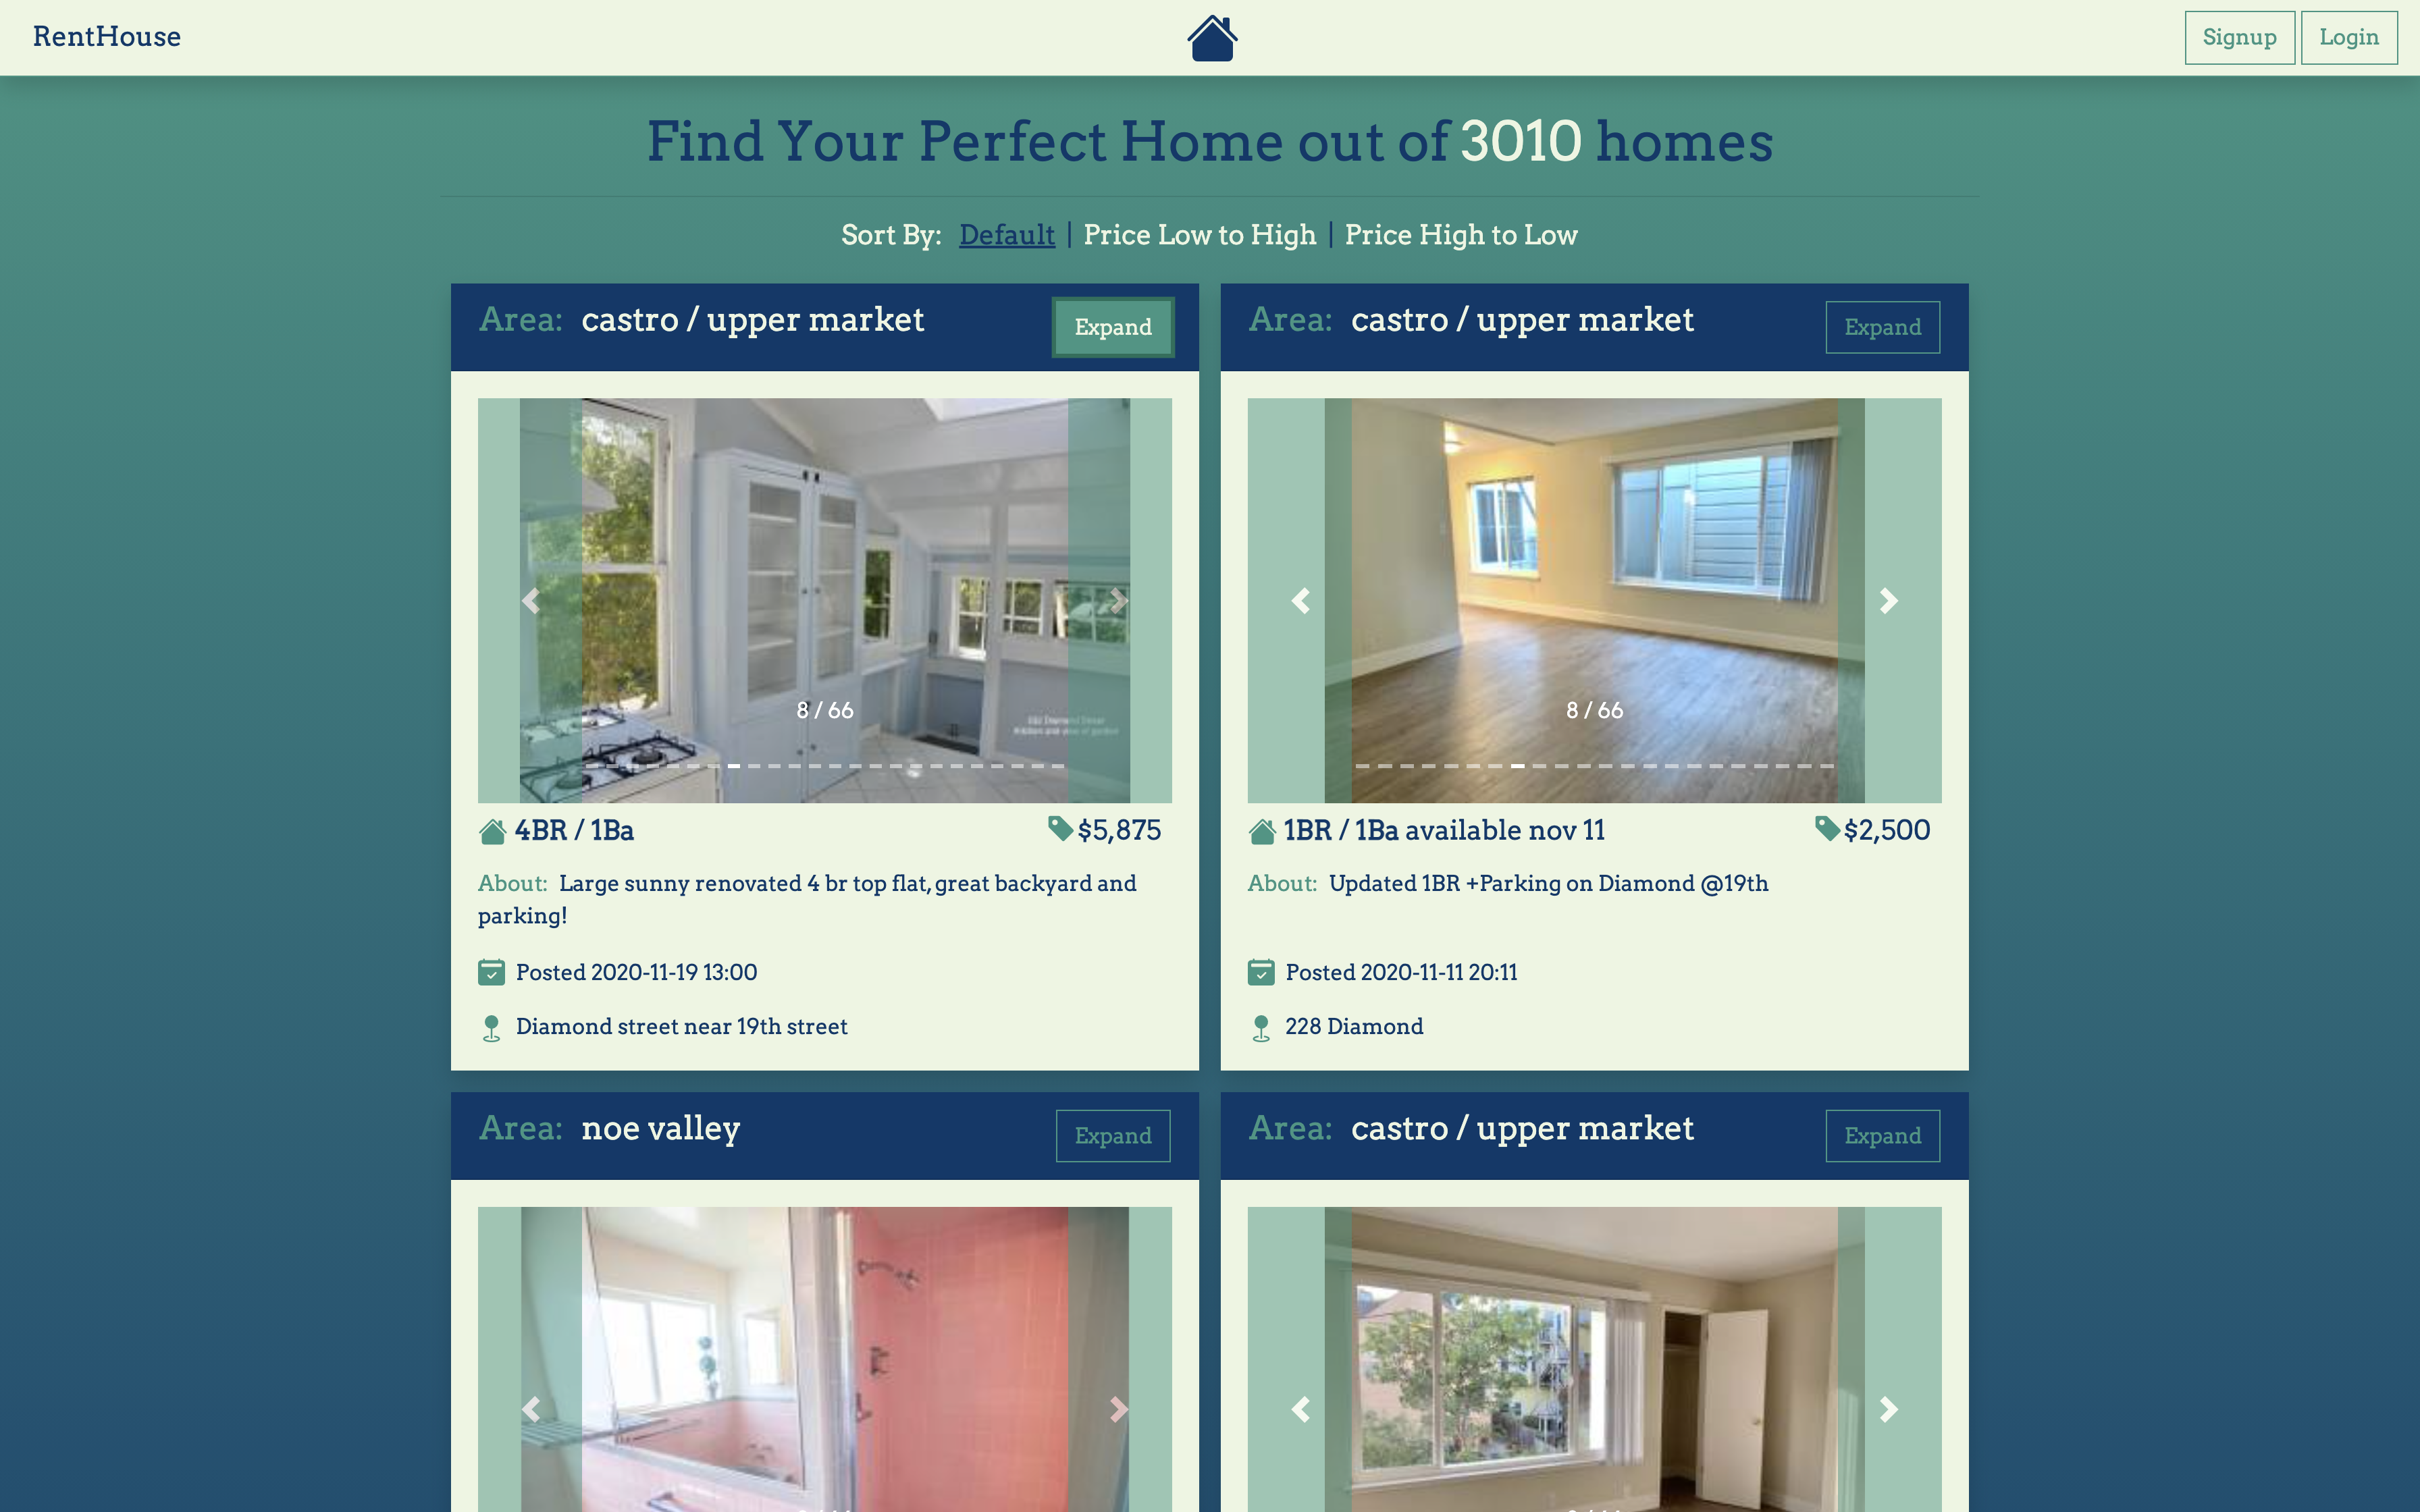 RentHouse
Signup
Login
Find Your Perfect Home out of 3010 homes
Sort By: Default | Price Low to High | Price High to Low
Area: castro / upper market
Expand
Area: castro / upper market
Expand
8 / 66
8 / 66
4BR / 1Ba
$5,875
1BR / 1Ba available nov 11
$2,500
About: Large sunny renovated 4 br top flat, great backyard and
parking!
About: Updated 1BR +Parking on Diamond @19th
Posted 2020-11-19 13:00
Posted 2020-11-11 20:11
Diamond street near 19th street
228 Diamond
Area: noe valley
Expand
Area: castro / upper market
Expand